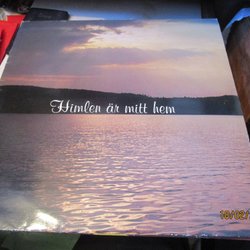 Himlen är mitt hem